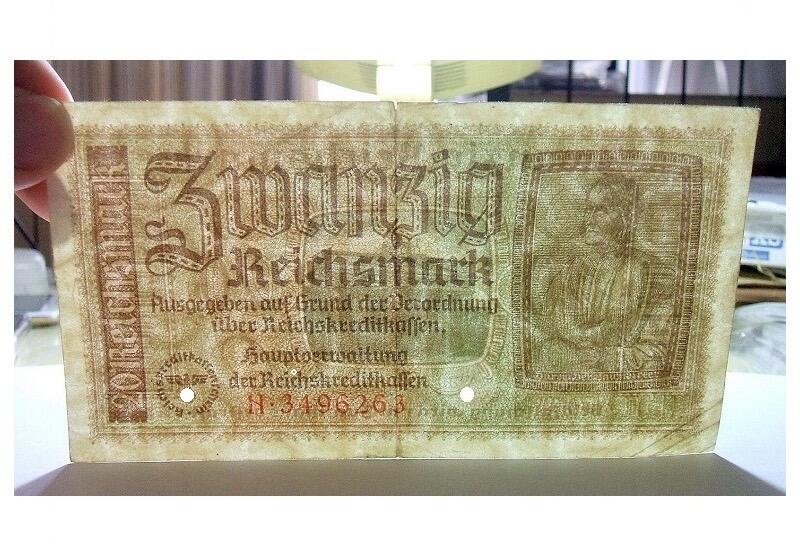 20 Reichsmark
Zwanzig
Reichsmark
Ausgegeben auf Grund der Verordnung
über Reichskreditkassen.
Hauptverwaltung
der Reichskreditkassen
H·3496263